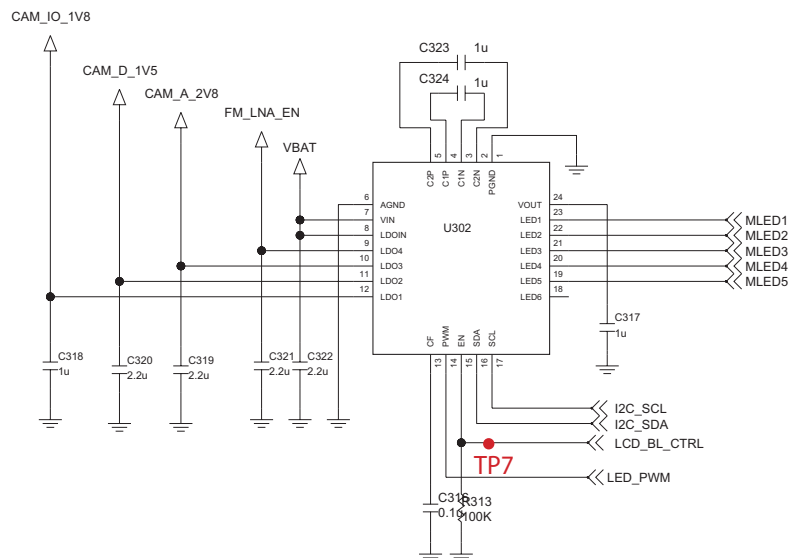 CAM_IO_1V8
CAM_D_1V5
CAM_A_2V8
FM_LNA_EN
VBAT
C323 1u
C324 1u
5 4 3 2 1
C2P C1P C1N C2N PGND
6 AGND
7 VIN
8 LDOIN
9 LDO4
10 LDO3
11 LDO2
12 LDO1
U302
VOUT 24
LED1 23 MLED1
LED2 22 MLED2
LED3 21 MLED3
LED4 20 MLED4
LED5 19 MLED5
LED6 18
CF PWM EN SDA SCL
13 14 15 16 17
C318
1u
C320
2.2u
C319
2.2u
C321
2.2u
C322
2.2u
C317
1u
I2C_SCL
I2C_SDA
LCD_BL_CTRL
TP7
LED_PWM
C316
0.1u
R313
100K